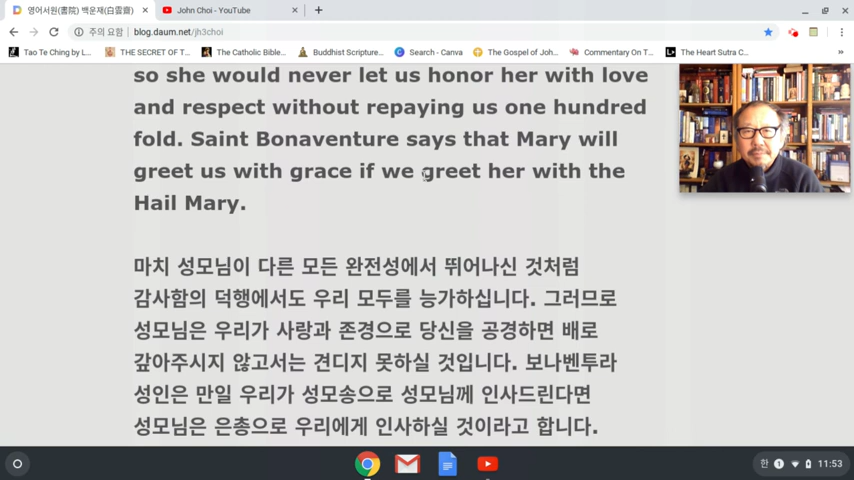 영어서원(書院) 백운재(白雲齋)
John Choi - YouTube
주의 요함
blog.daum.net/jh3choi
Tao Te Ching by L...
THE SECRET OF T...
The Catholic Bible...
Buddhist Scripture...
Search - Canva
The Gospel of Joh...
Commentary On T...
The Heart Sutra C...
»
so she would never let us honor her with love
and respect without repaying us one hundred
fold. Saint Bonaventure says that Mary will
greet us with grace if we greet her with the
Hail Mary.
마치 성모님이 다른 모든 완전성에서 뛰어나신 것처럼
감사함의 덕행에서도 우리 모두를 능가하십니다. 그러므로
성모님은 우리가 사랑과 존경으로 당신을 공경하면 배로
갚아주시지 않고서는 견디지 못하실 것입니다. 보나벤투라
성인은 만일 우리가 성모송으로 성모님께 인사드린다면
성모님은 은총으로 우리에게 인사하실 것이라고 합니다.
한 1 11:53